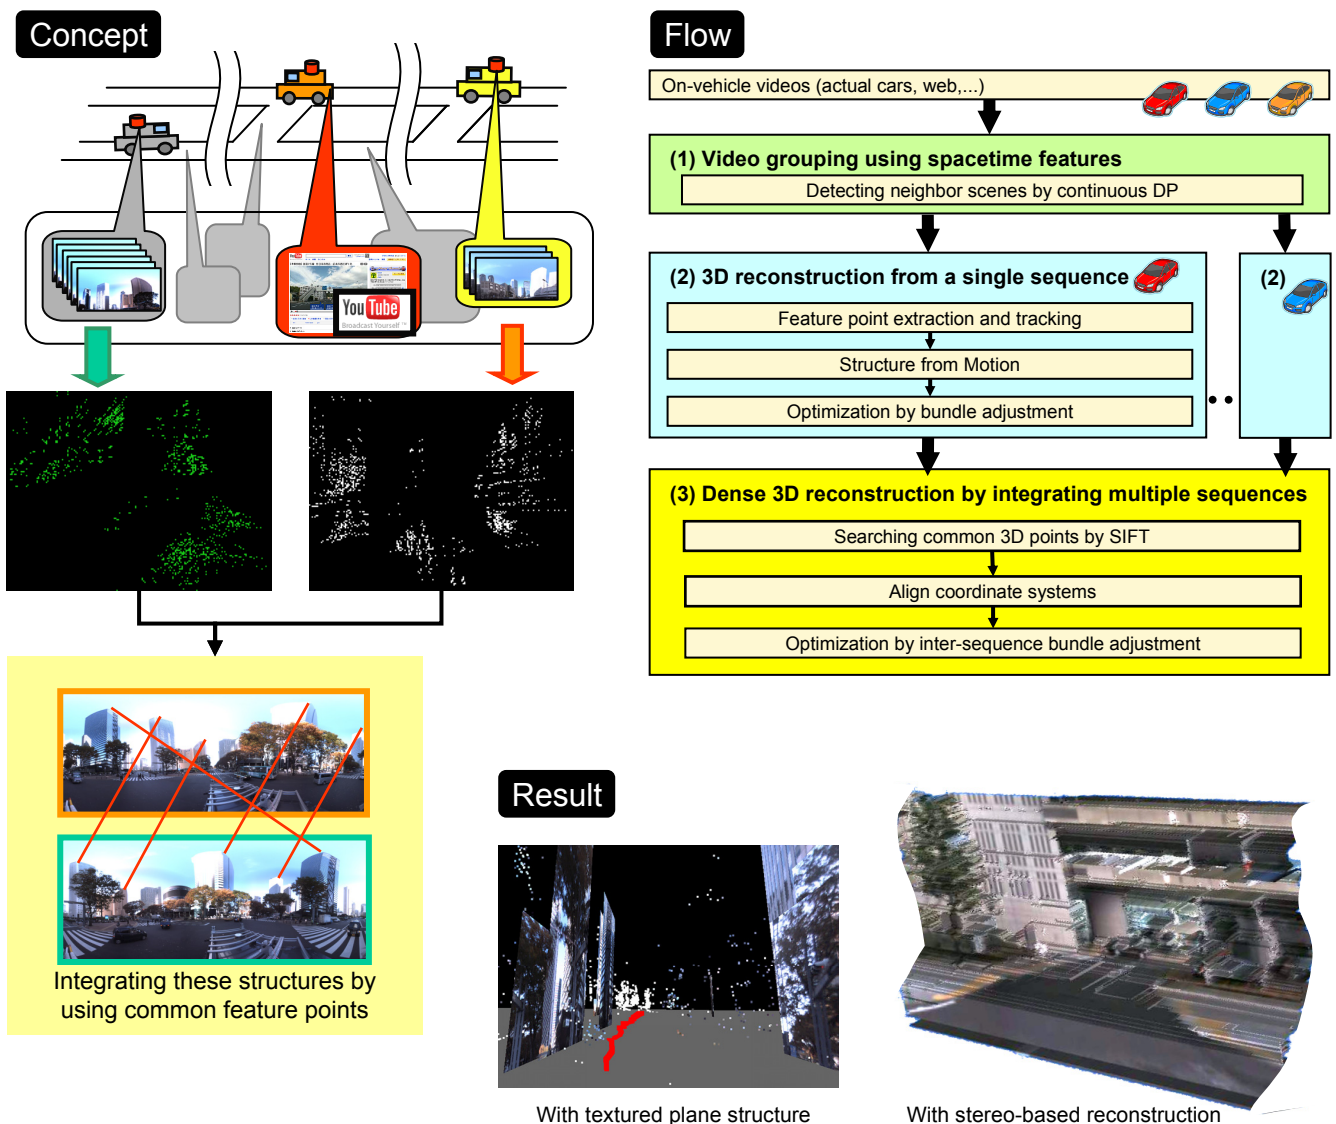 Concept
YouTube
Broadcast Yourself ™
Integrating these structures by
using common feature points
Flow
On-vehicle videos (actual cars, web,...)
(1) Video grouping using spacetime features
Detecting neighbor scenes by continuous DP
(2) 3D reconstruction from a single sequence
(2)
Feature point extraction and tracking
Structure from Motion
Optimization by bundle adjustment
(3) Dense 3D reconstruction by integrating multiple sequences
Searching common 3D points by SIFT
Align coordinate systems
Optimization by inter-sequence bundle adjustment
Result
With textured plane structure
With stereo-based reconstruction